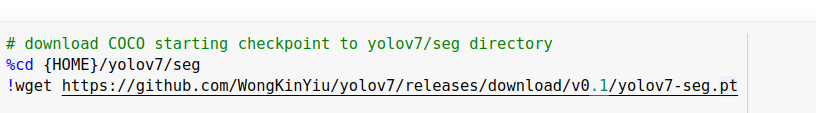 # download COCO starting checkpoint to yolov7/seg directory
%cd {HOME}/yolov7/seg
!wget https://github.com/WongKinYiu/yolov7/releases/download/v0.1/yolov7-seg.pt